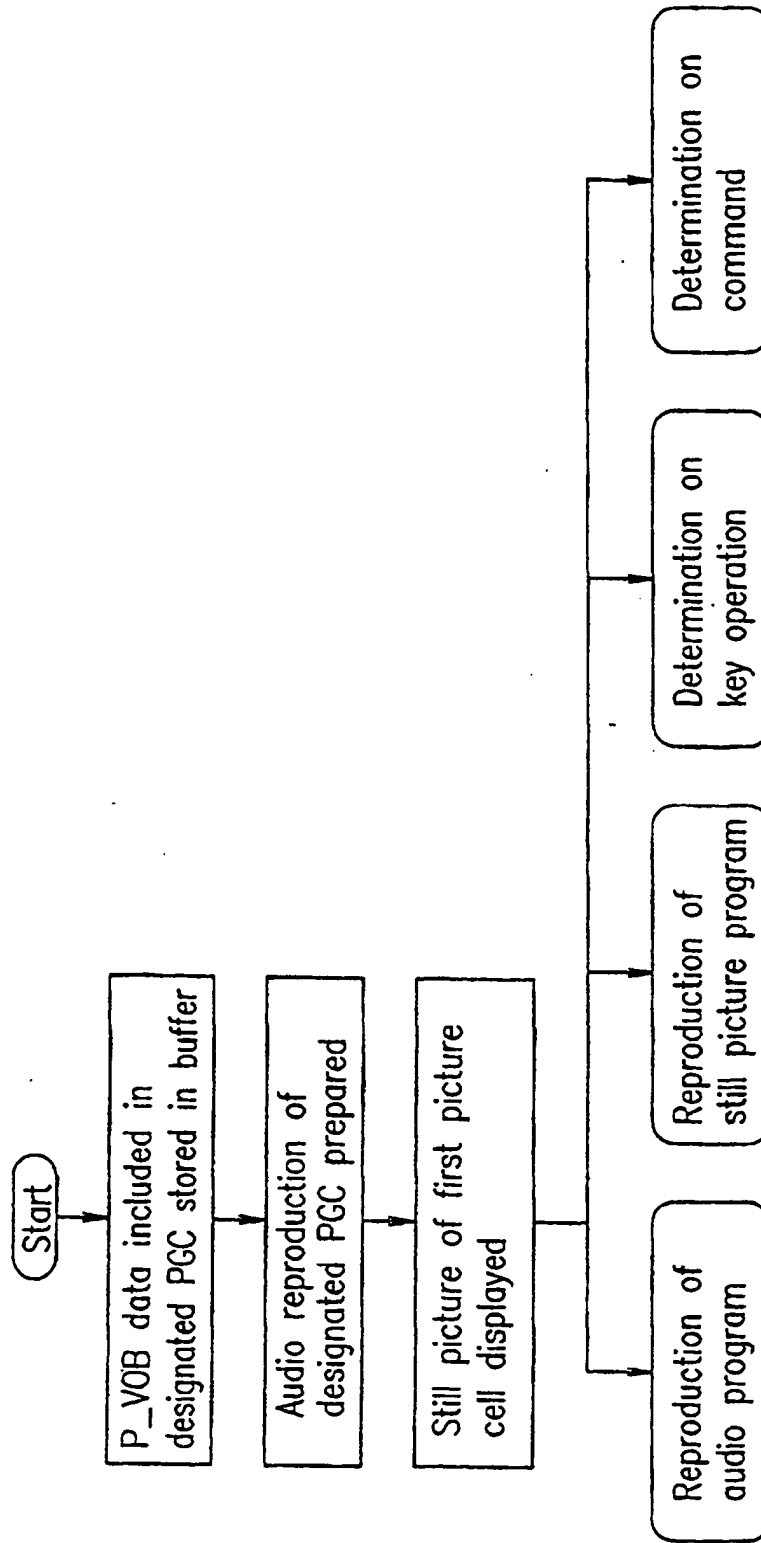 Start
P_VOB data included in
designated PGC stored in buffer
Audio reproduction of
designated PGC prepared
Still picture of first picture
cell displayed
Reproduction of
audio program
Reproduction of
still picture program
Determination on
key operation
Determination on
command